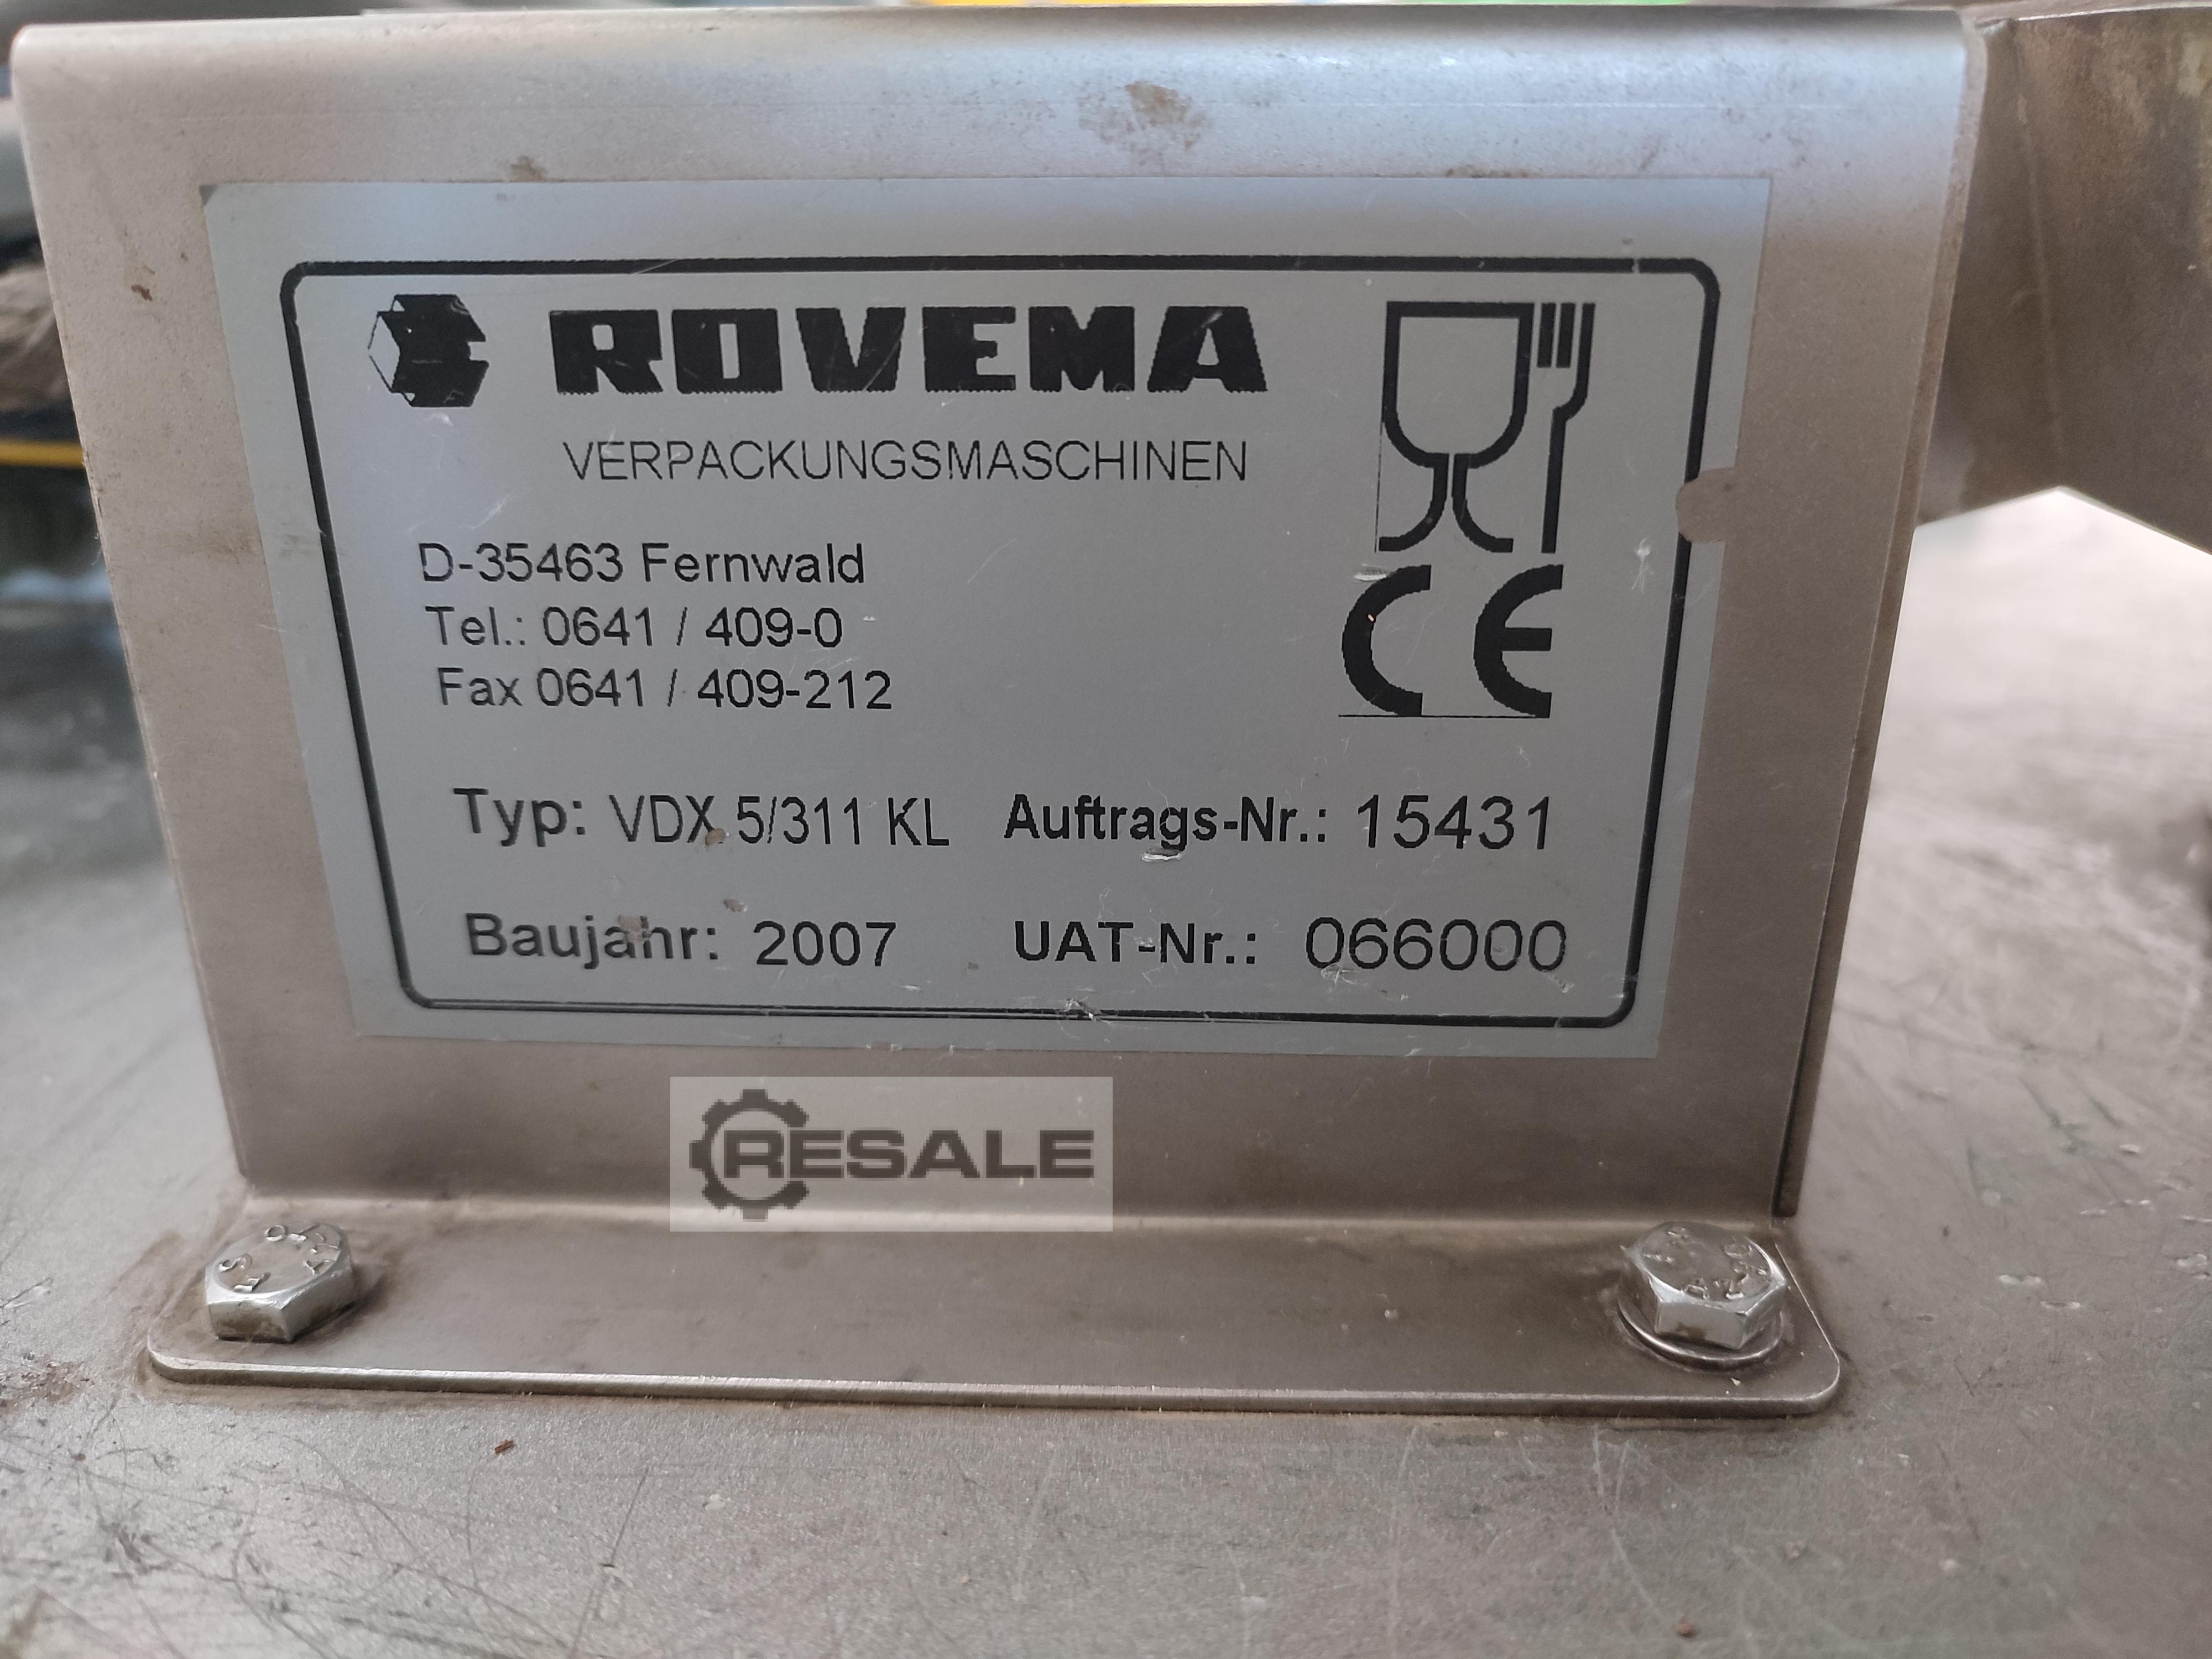 ROVEMA
VERPACKUNGSMASCHINEN
D-35463 Fernwald
Tel.: 0641 / 409-0
Fax 0641 / 409-212
CE
Typ: VDX 5/311 KL Auftrags-Nr.: 15431
Baujahr: 2007 UAT-Nr.: 066000
RESALE